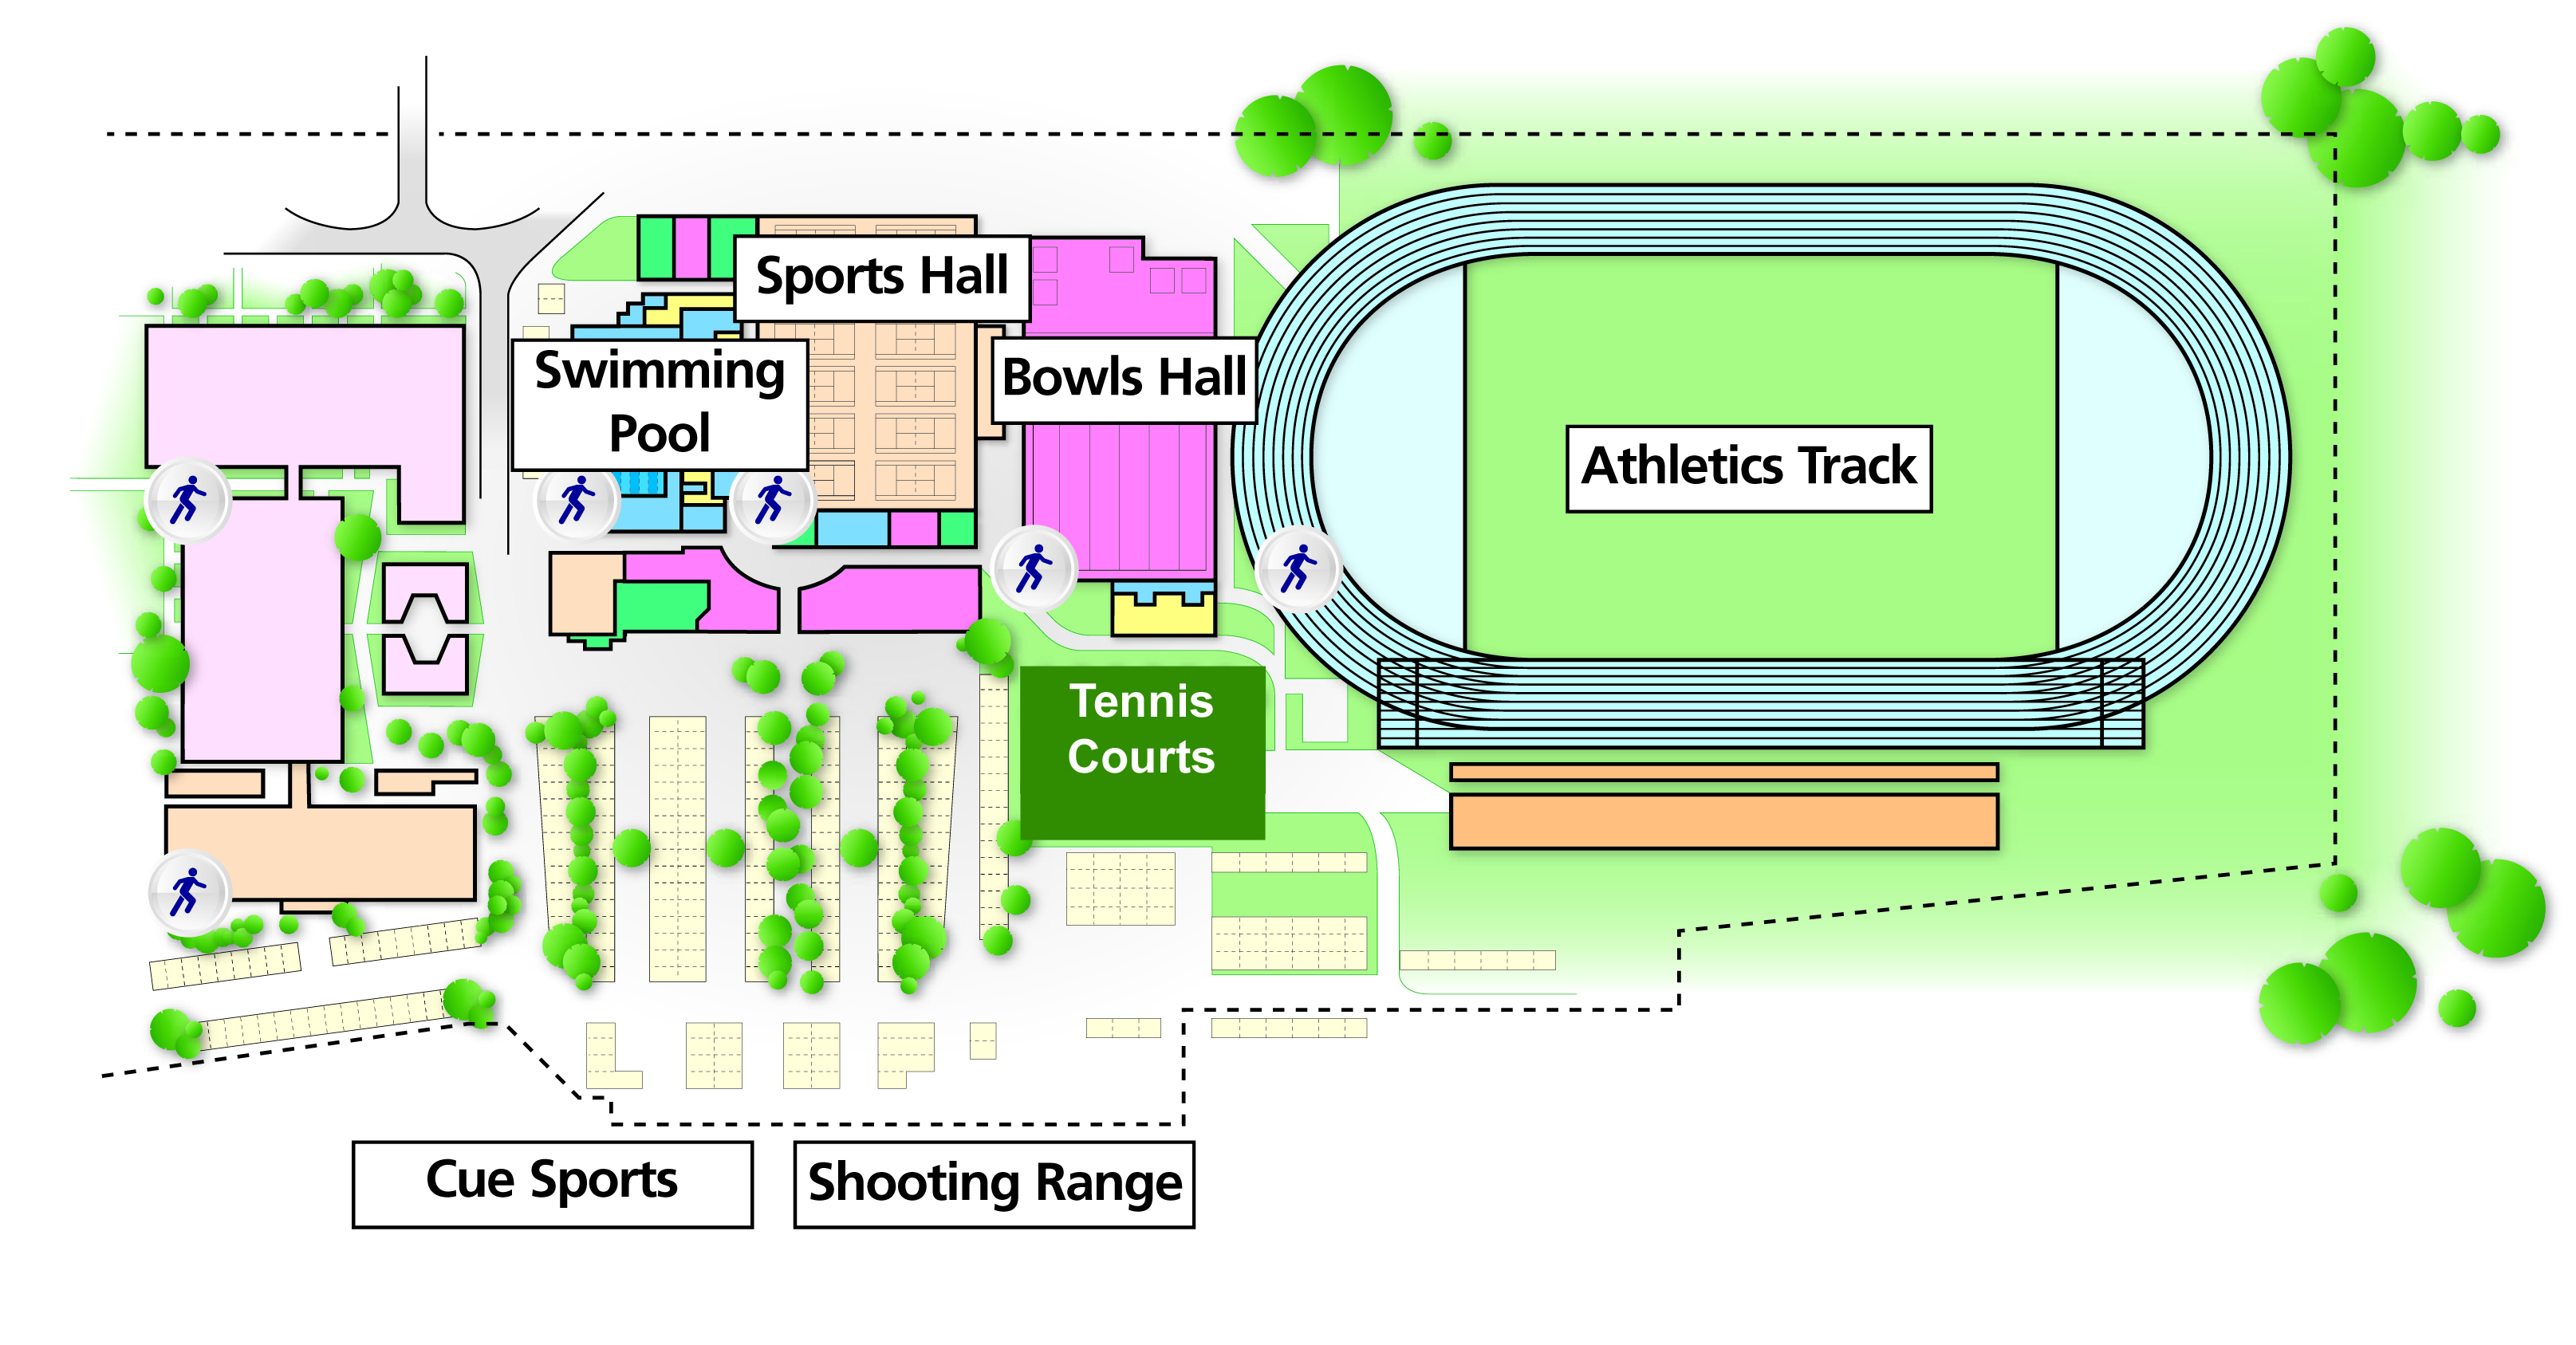 Sports Hall
Swimming
Pool
Bowls Hall
Athletics Track
Tennis
Courts
Cue Sports
Shooting Range